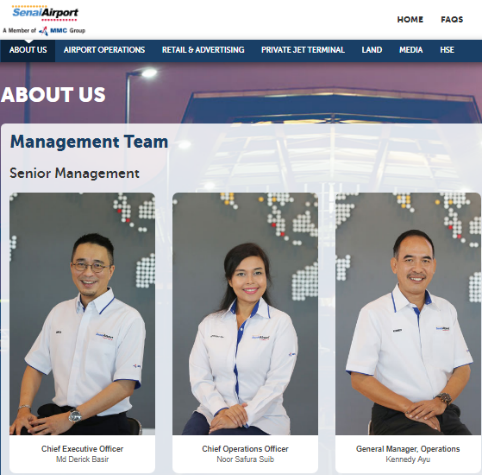 SenaiAirport
A Member of MMC Group
HOME FAQS
ABOUT US AIRPORT OPERATIONS RETAIL & ADVERTISING PRIVATE JET TERMINAL LAND MEDIA HSE
ABOUT US
Management Team
Senior Management
Chief Executive Officer
Md Derick Basir
Chief Operations Officer
Noor Safura Suib
General Manager, Operations
Kennedy Ayu